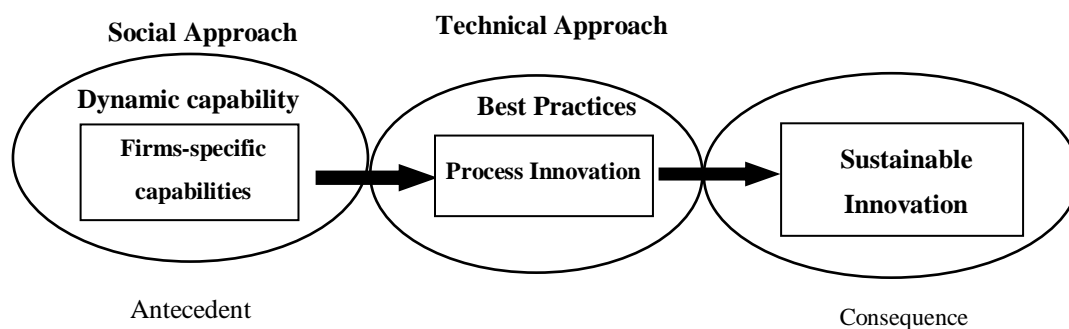 Social Approach
Technical Approach
Dynamic capability
Best Practices
Firms-specific
capabilities
Process Innovation
Sustainable
Innovation
Antecedent
Consequence